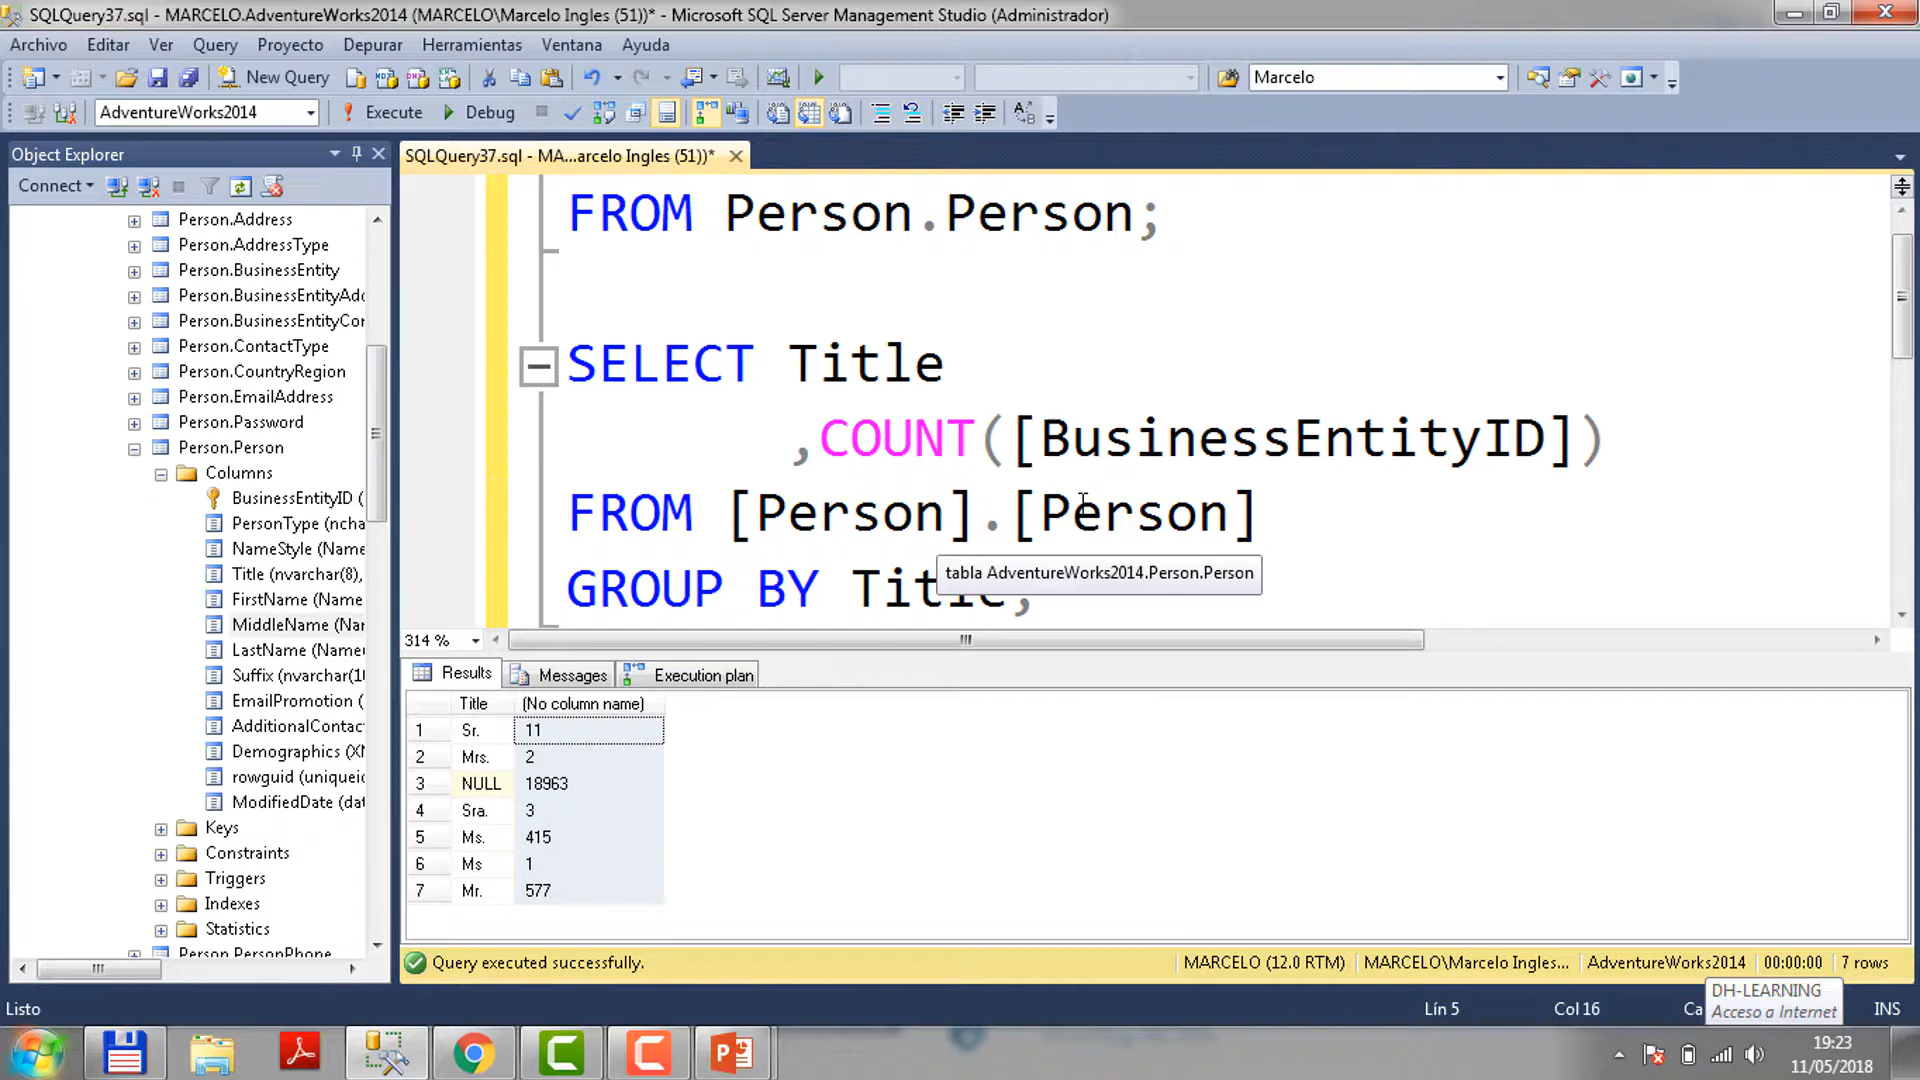 SQLQuery37.sql - MARCELO.AdventureWorks2014 (MARCELO\Marcelo Ingles (51))* - Microsoft SQL Server Management Studio (Administrador)
Archivo Editar Ver Query Proyecto Depurar Herramientas Ventana Ayuda
New Query Marcelo
AdventureWorks2014 Execute Debug
Object Explorer
Connect
Person.Address
Person.AddressType
Person.BusinessEntity
Person.BusinessEntityAdd
Person.BusinessEntityCor
Person.ContactType
Person.CountryRegion
Person.EmailAddress
Person.Password
Person.Person
Columns
BusinessEntityID (
PersonType (ncha
NameStyle (Name
Title (nvarchar(8),
FirstName (Name
MiddleName (Nar
LastName (Name
Suffix (nvarchar(1
EmailPromotion (
AdditionalContac
Demographics (X
rowguid (uniqueic
ModifiedDate (dat
Keys
Constraints
Triggers
Indexes
Statistics
Person.PersonPhone
SQLQuery37.sql - MA...arcelo Ingles (51))*
FROM Person.Person;
SELECT Title
,COUNT([BusinessEntityID])
FROM [Person].[Person]
GROUP BY Title;
tabla AdventureWorks2014.Person.Person
314 %
Results Messages Execution plan
Title (No column name)
1 Sr. 11
2 Mrs. 2
3 NULL 18963
4 Sra. 3
5 Ms. 415
6 Ms 1
7 Mr. 577
Query executed successfully. MARCELO (12.0 RTM) MARCELO\Marcelo Ingles... AdventureWorks2014 00:00:00 7 rows
DH-LEARNING
Acceso a Internet
Listo Lín 5 Col 16 Ca INS
19:23
11/05/2018